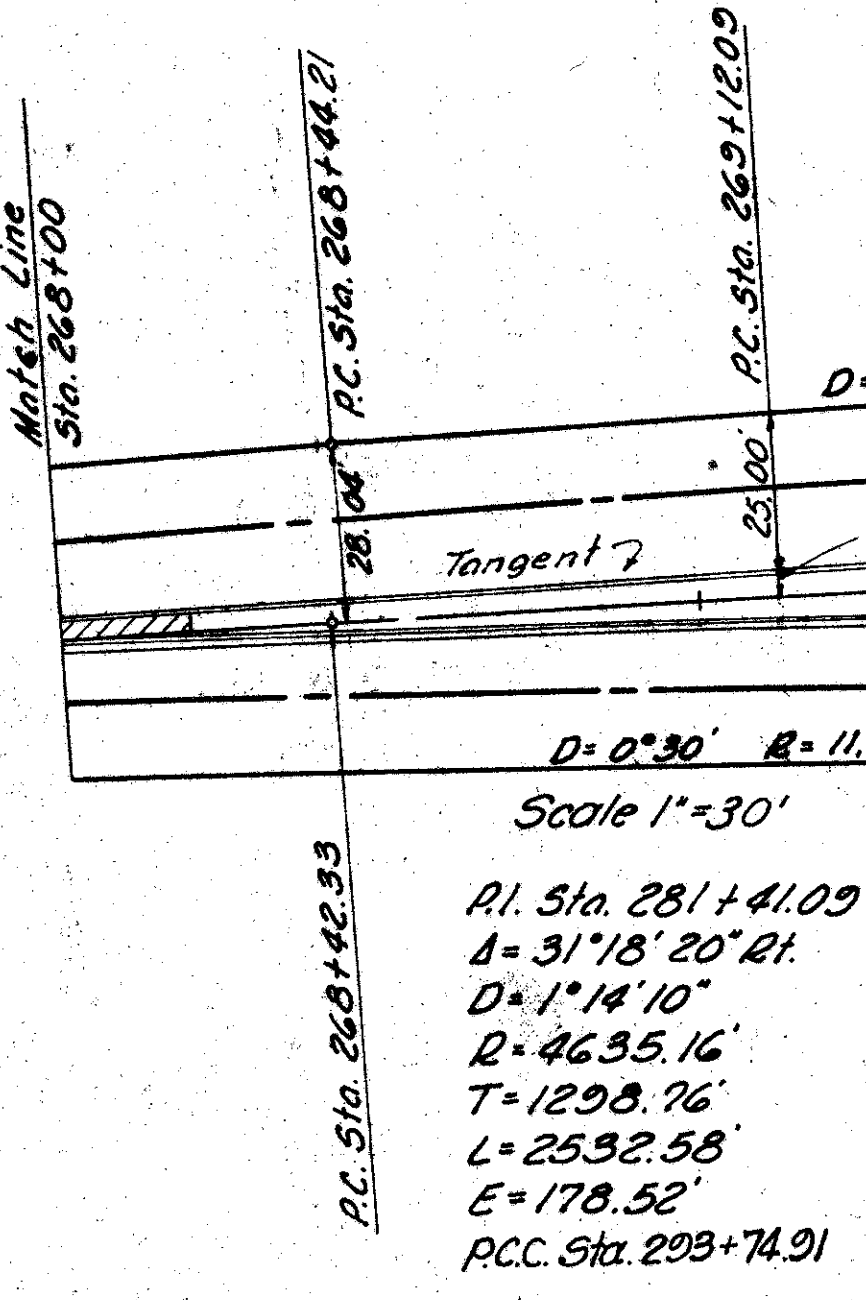 Match Line
Sta. 268+00
P.C. Sta. 268+44.21
P.C. Sta. 269+12.09
D=
28.04'
25.00'
Tangent
D= 0°30' R= 11,
Scale 1"=30'
P.C. Sta. 268+42.33
P.I. Sta. 281+41.09
Δ= 31°18'20" Rt.
D= 1°14'10"
R= 4635.16'
T= 1298.76'
L= 2532.58'
E= 178.52'
P.C.C. Sta. 293+74.91